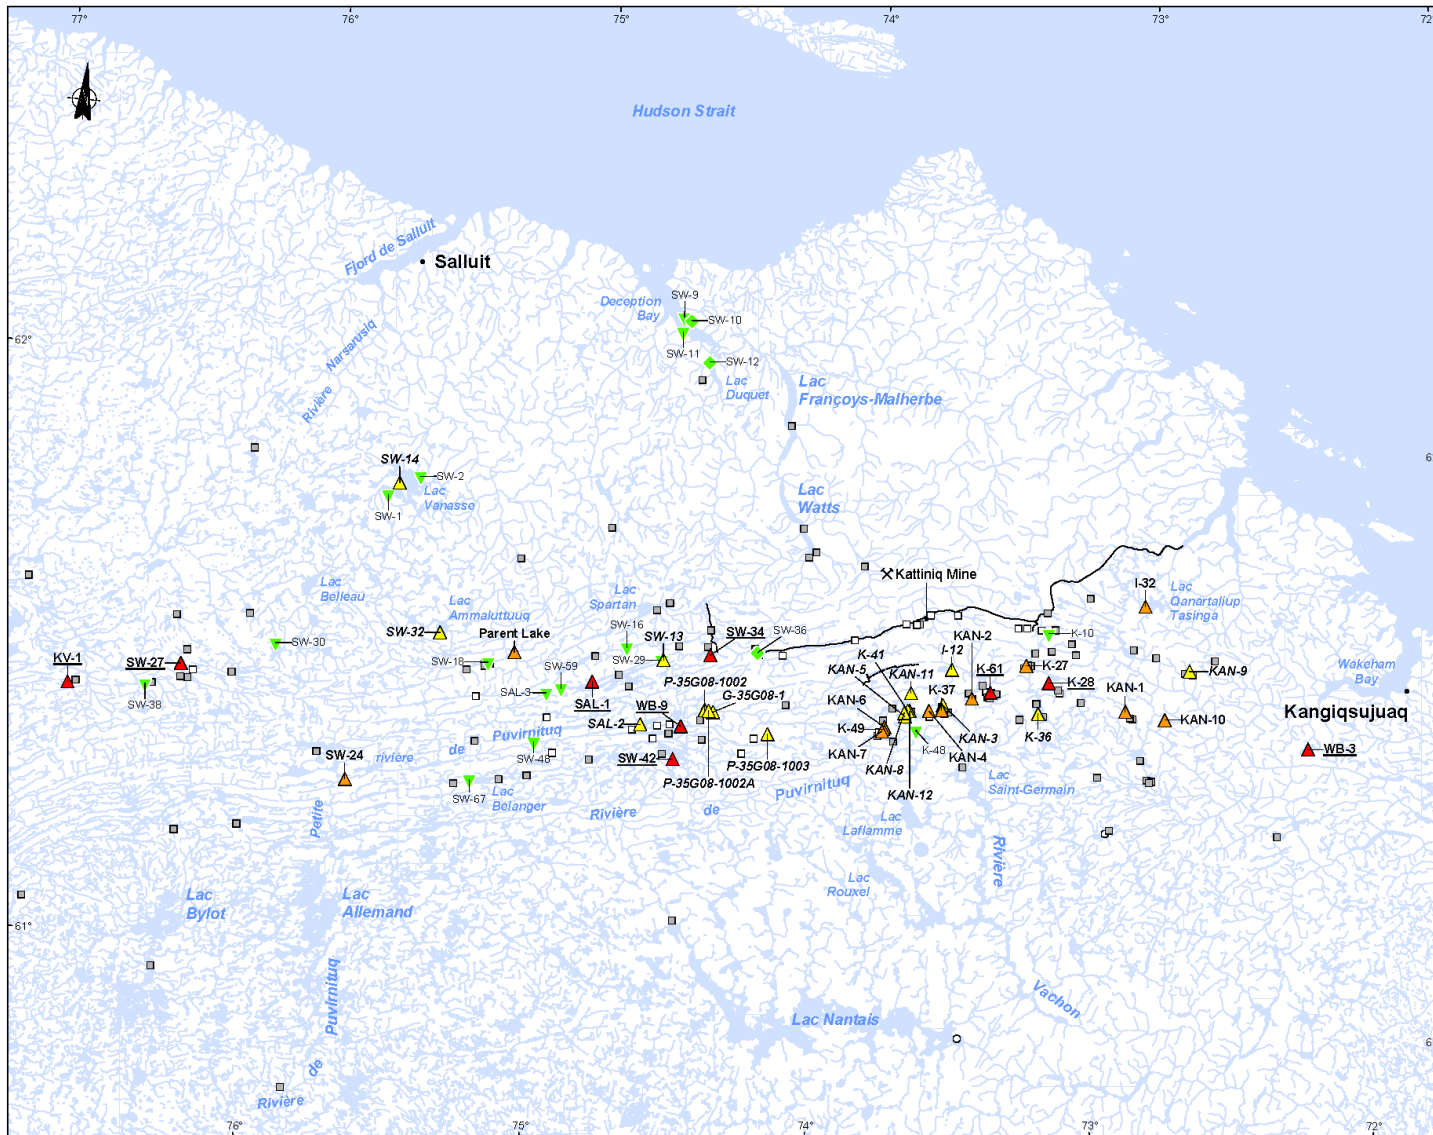 77°
76°
75°
74°
73°
72
Hudson Strait
Fjord de Salluit
Salluit
Deception
Bay
SW-9
SW-10
SW-11
SW-12
62°
Rivière Narsarusiq
Lac
Duquet
Lac
Françoys-Malherbe
SW-14
SW-2
SW-1
Lac
Vanasse
Lac
Watts
6
Kattiniq Mine
I-32
Lac
Qanartaliup
Tasinga
Lac
Belleau
Lac
Ammaluttuuq
Lac
Spartan
SW-32
Parent Lake
SW-16
SW-13
SW-34
SW-36
SW-29
SW-30
SW-18
SW-59
K-10
KAN-2
I-12
K-41
K-61
K-27
K-28
KAN-9
KV-1
SW-27
SW-38
SAL-3
SAL-1
P-35G08-1002
G-35G08-1
WB-9
SAL-2
KAN-5
KAN-11
K-37
KAN-6
K-49
KAN-7
KAN-8
K-48
KAN-3
KAN-4
KAN-12
K-36
KAN-1
KAN-10
Wakeham
Bay
Kangiqsujuaq
WB-3
SW-24
rivière
de
Puvirnituq
SW-48
SW-42
P-35G08-1002A
P-35G08-1003
SW-67
Lac
Bélanger
Petite
Rivière
de
Puvirnituq
Lac
Laflamme
Lac
Saint-Germain
Lac
Rouxel
Rivière
Vachon
Lac
Bylot
Lac
Allemand
61°
Lac Nantais
Puvirnituq
de
Rivière
6
76°
75°
74°
73°
72°